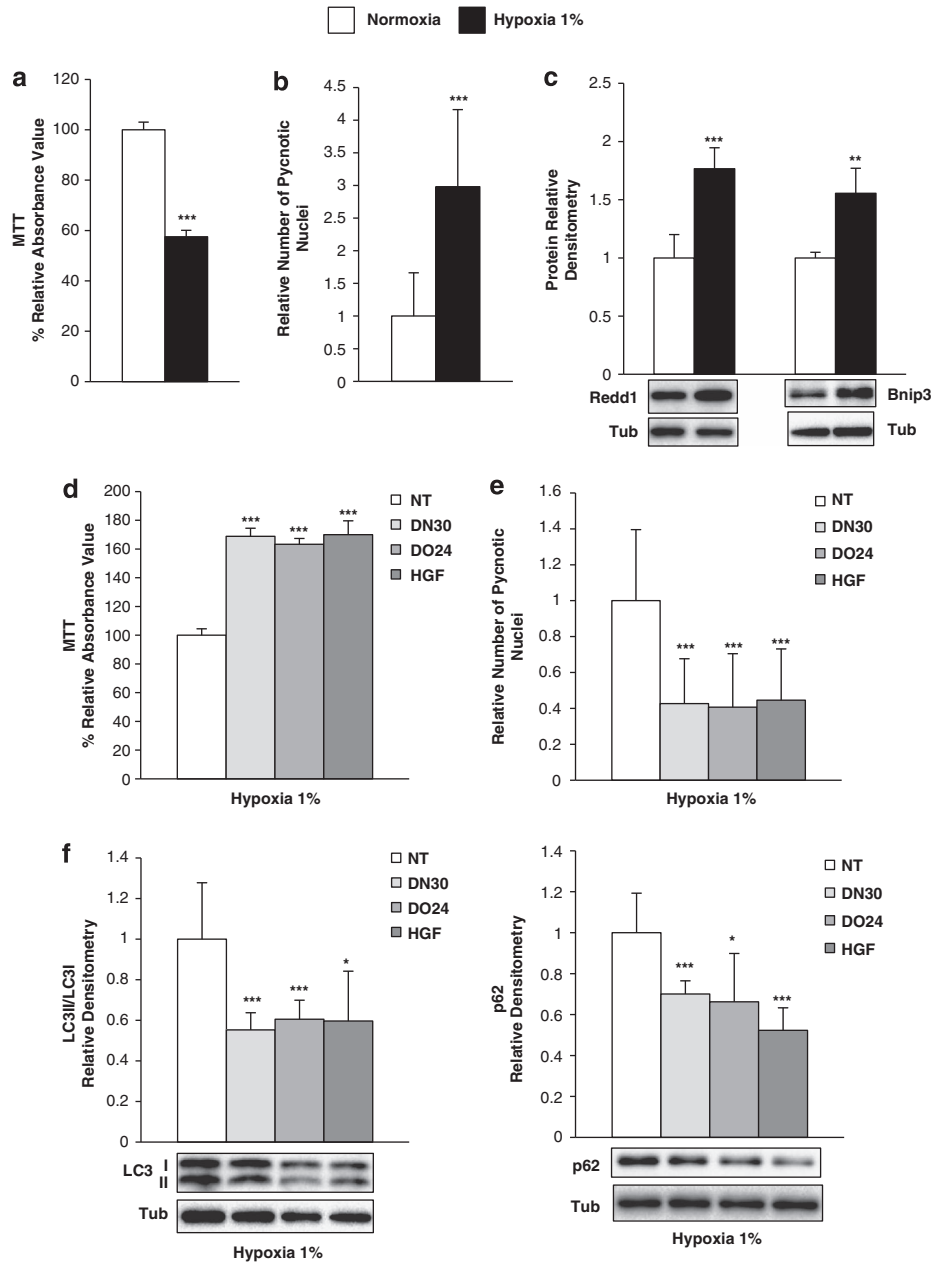 Normoxia Hypoxia 1%
a
MTT
% Relative Absorbance Value
120
100
80
60
40
20
0
***
b
Relative Number of Pycnotic
Nuclei
4.5
4
3.5
3
2.5
2
1.5
1
0.5
0
***
c
Protein Relative
Densitometry
2.5
2
1.5
1
0.5
0
***
**
Redd1
Tub
Bnip3
Tub
d
MTT
% Relative Absorbance Value
200
180
160
140
120
100
80
60
40
20
0
***
***
***
NT
DN30
DO24
HGF
Hypoxia 1%
e
Relative Number of Pycnotic
Nuclei
1.6
1.4
1.2
1
0.8
0.6
0.4
0.2
0
***
***
***
NT
DN30
DO24
HGF
Hypoxia 1%
f
LC3II/LC3I
Relative Densitometry
1.4
1.2
1
0.8
0.6
0.4
0.2
0
***
***
*
NT
DN30
DO24
HGF
LC3 I
II
Tub
Hypoxia 1%
p62
Relative Densitometry
1.4
1.2
1
0.8
0.6
0.4
0.2
0
***
*
***
NT
DN30
DO24
HGF
p62
Tub
Hypoxia 1%